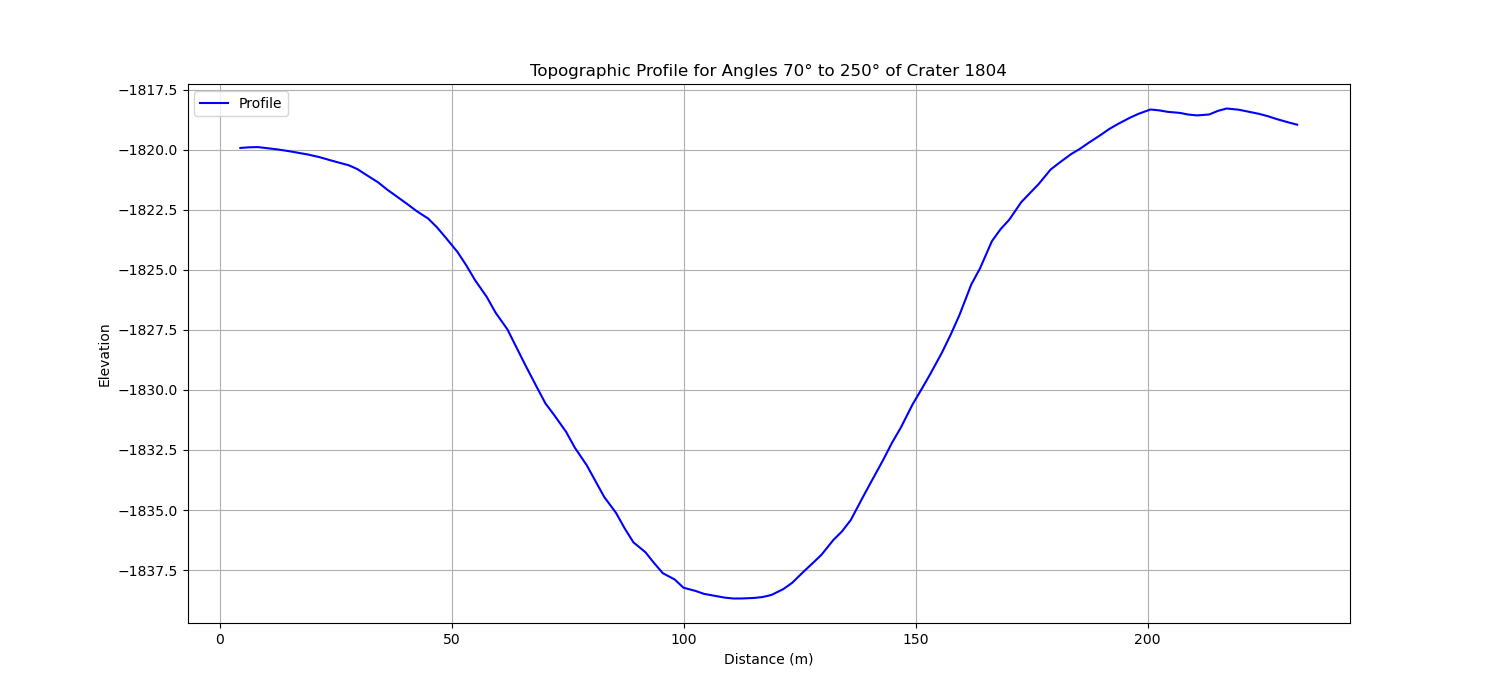 Topographic Profile for Angles 70° to 250° of Crater 1804
Profile
−1817.5
−1820.0
−1822.5
−1825.0
−1827.5
−1830.0
−1832.5
−1835.0
−1837.5
Elevation
0 50 100 150 200
Distance (m)